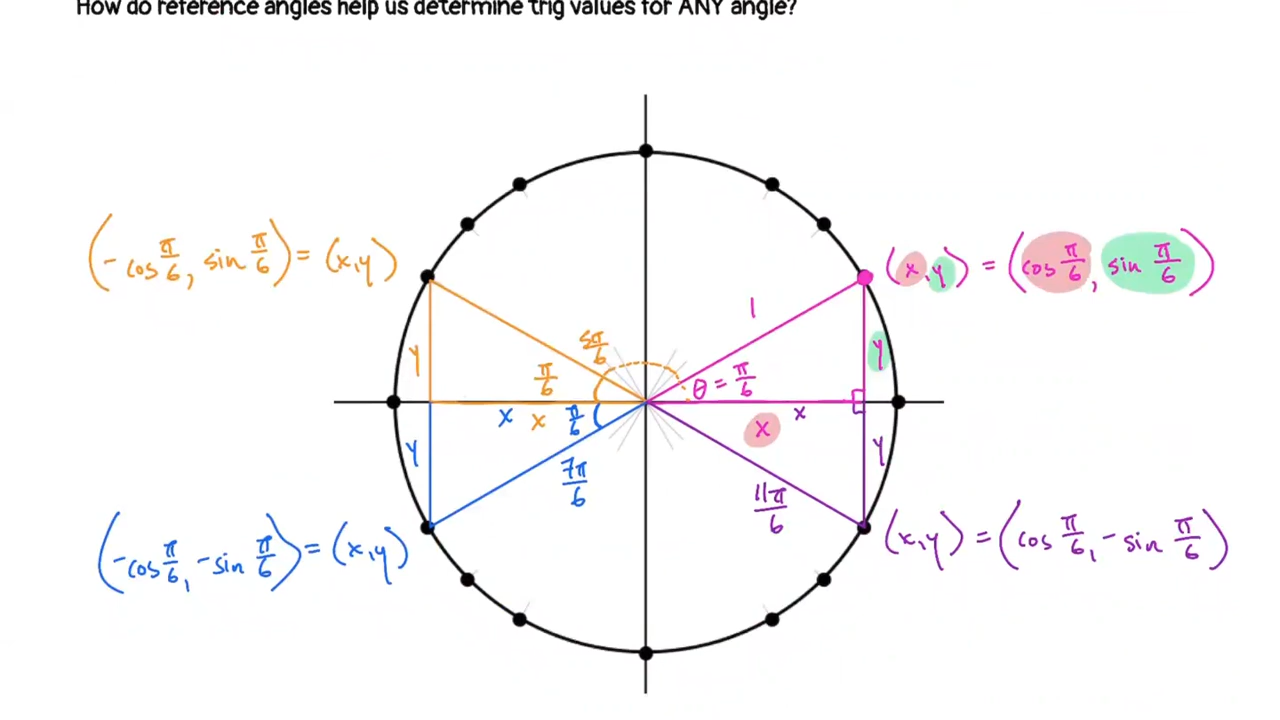 How do reference angles help us determine trig values for ANY angle?
(-cos π/6, sin π/6) = (x,y)
(x,y) = (cos π/6, sin π/6)
1
5π/6
y
y
π/6
θ = π/6
x
x
π/6
x
x
y
y
7π/6
11π/6
(-cos π/6, -sin π/6) = (x,y)
(x,y) = (cos π/6, -sin π/6)